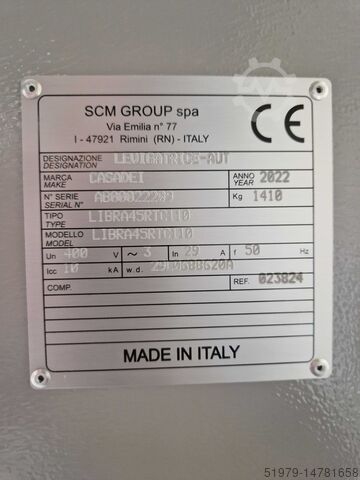 SCM GROUP spa
Via Emilia n° 77
I - 47921 Rimini (RN) - ITALY
CE
DESIGNAZIONE
DESIGNATION LEVIGATRICE-AUT
MARCA
MAKE CASADEI ANNO
YEAR 2022
N° SERIE
SERIAL N° Kg 1410
TIPO
TYPE LIBRA45RTC110
MODELLO
MODEL LIBRA45RTC110
Un 400 V ~ 3 In 29 A f 50 Hz
Icc 10 kA w.d.
COMP. REF. 023824
MADE IN ITALY
51979-14781658